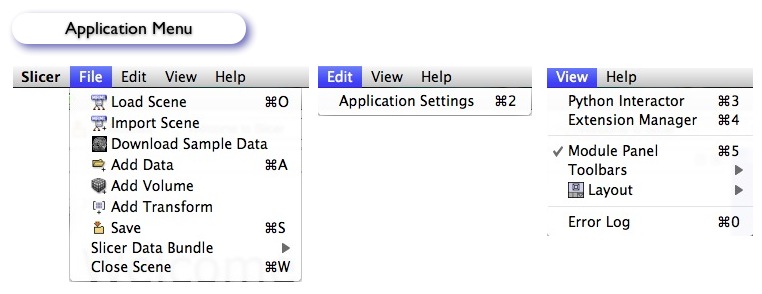 Application Menu
Slicer File Edit View Help
Load Scene ⌘O
Import Scene
Download Sample Data
Add Data ⌘A
Add Volume
Add Transform
Save ⌘S
Slicer Data Bundle
Close Scene ⌘W
Edit View Help
Application Settings ⌘2
View Help
Python Interactor ⌘3
Extension Manager ⌘4
✓ Module Panel ⌘5
Toolbars
Layout
Error Log ⌘0